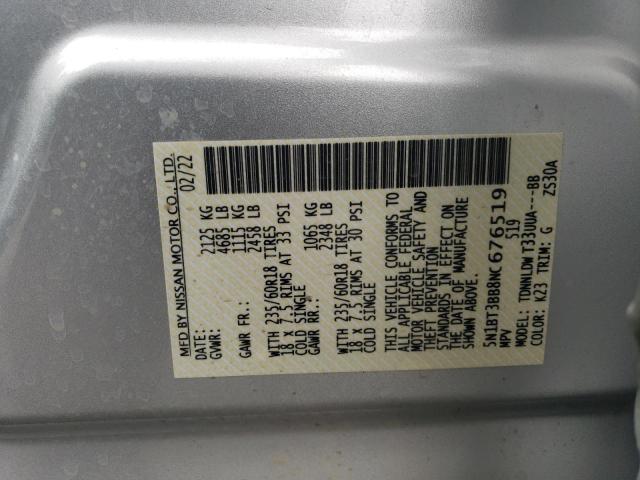 MFD BY NISSAN MOTOR CO., LTD.
DATE: 02/22
GVWR: 2125 KG
4685 LB
GAWR FR.: 1115 KG
2458 LB
WITH 235/60R18 TIRES
18 x 7.5 RIMS AT 33 PSI
COLD SINGLE
GAWR RR.: 1065 KG
2348 LB
WITH 235/60R18 TIRES
18 x 7.5 RIMS AT 30 PSI
COLD SINGLE
THIS VEHICLE CONFORMS TO
ALL APPLICABLE FEDERAL
MOTOR VEHICLE SAFETY AND
THEFT PREVENTION
STANDARDS IN EFFECT ON
THE DATE OF MANUFACTURE
SHOWN ABOVE.
5N1BT3BB8NC676519
MPV 519
MODEL: TDNNLDW T33UUA---BB
COLOR: K23 TRIM: G ZS30A